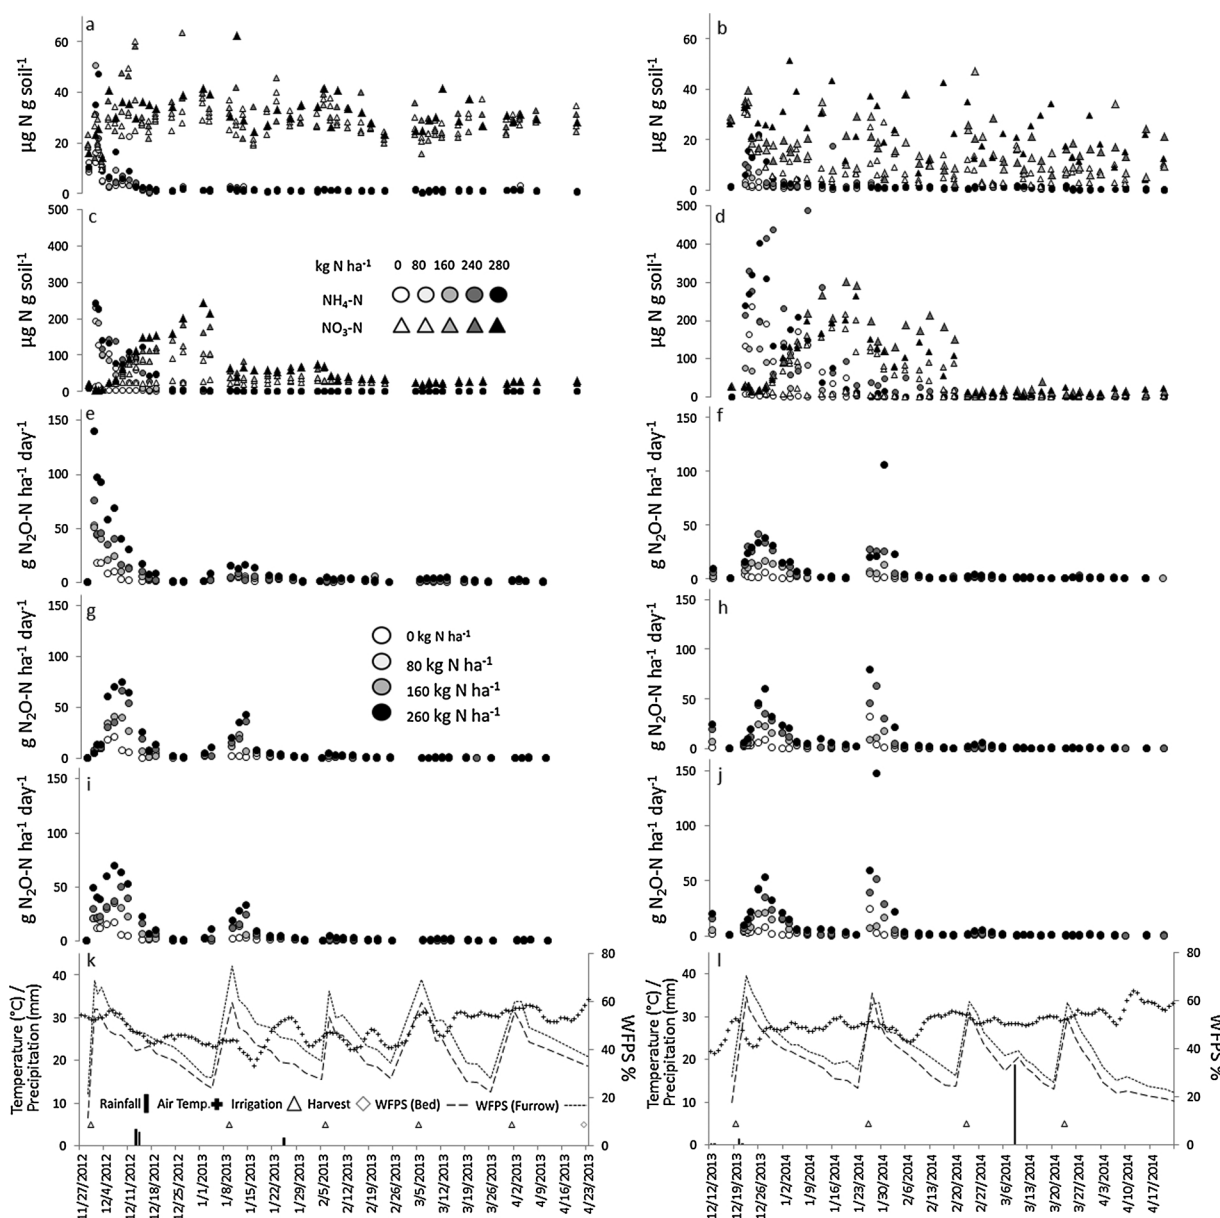 a
60
40
20
0
µg N g soil⁻¹
b
60
40
20
0
µg N g soil⁻¹
c
500
400
300
200
100
0
µg N g soil⁻¹
kg N ha⁻¹ 0 80 160 240 280
NH₄-N
NO₃-N
d
500
400
300
200
100
0
µg N g soil⁻¹
e
150
100
50
0
g N₂O-N ha⁻¹ day⁻¹
f
150
100
50
0
g N₂O-N ha⁻¹ day⁻¹
g
150
100
50
0
g N₂O-N ha⁻¹ day⁻¹
0 kg N ha⁻¹
80 kg N ha⁻¹
160 kg N ha⁻¹
260 kg N ha⁻¹
h
150
100
50
0
g N₂O-N ha⁻¹ day⁻¹
i
150
100
50
0
g N₂O-N ha⁻¹ day⁻¹
j
150
100
50
0
g N₂O-N ha⁻¹ day⁻¹
k
40
30
20
10
0
Temperature (°C) /
Precipitation (mm)
80
60
40
20
0
WFPS %
Rainfall Air Temp. Irrigation Harvest WFPS (Bed) WFPS (Furrow)
11/27/2012
12/4/2012
12/11/2012
12/18/2012
12/25/2012
1/1/2013
1/8/2013
1/15/2013
1/22/2013
1/29/2013
2/5/2013
2/12/2013
2/19/2013
2/26/2013
3/5/2013
3/12/2013
3/19/2013
3/26/2013
4/2/2013
4/9/2013
4/16/2013
4/23/2013
l
40
30
20
10
0
Temperature (°C) /
Precipitation (mm)
80
60
40
20
0
WFPS %
12/12/2013
12/19/2013
12/26/2013
1/2/2014
1/9/2014
1/16/2014
1/23/2014
1/30/2014
2/6/2014
2/13/2014
2/20/2014
2/27/2014
3/6/2014
3/13/2014
3/20/2014
3/27/2014
4/3/2014
4/10/2014
4/17/2014